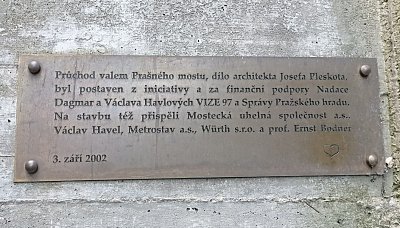 Průchod valem Prašného mostu, dílo architekta Josefa Pleskota,
byl postaven z iniciativy a za finanční podpory Nadace
Dagmar a Václava Havlových VIZE 97 a Správy Pražského hradu.
Na stavbu též přispěli Mostecká uhelná společnost a.s.,
Václav Havel, Metrostav a.s., Würth s.r.o. a prof. Ernst Bodner
3. září 2002